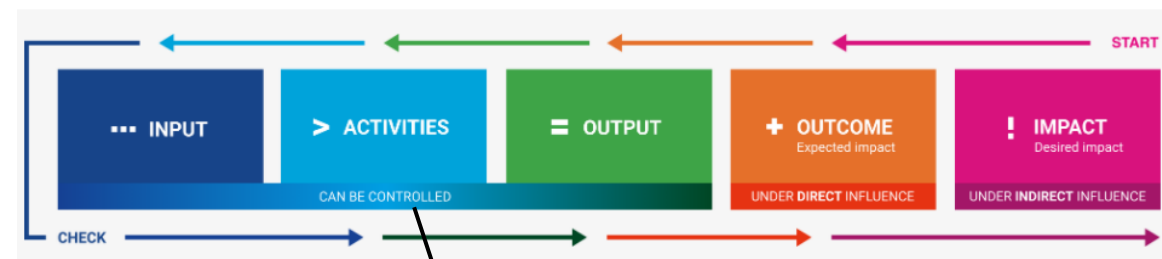 START
INPUT
> ACTIVITIES
= OUTPUT
+ OUTCOME
Expected impact
! IMPACT
Desired impact
CAN BE CONTROLLED
UNDER DIRECT INFLUENCE
UNDER INDIRECT INFLUENCE
CHECK